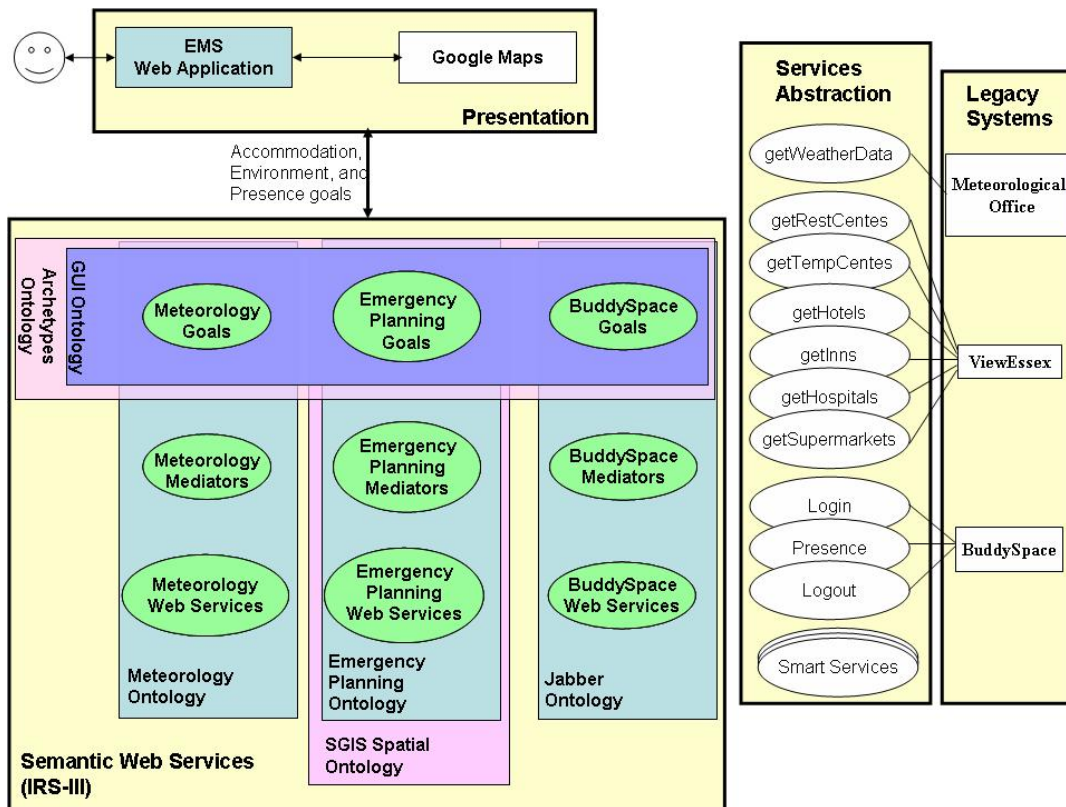 EMS
Web Application
Google Maps
Presentation
Accommodation,
Environment, and
Presence goals
Archetypes
Ontology
GUI Ontology
Meteorology
Goals
Emergency
Planning
Goals
BuddySpace
Goals
Meteorology
Mediators
Emergency
Planning
Mediators
BuddySpace
Mediators
Meteorology
Web Services
Emergency
Planning
Web Services
BuddySpace
Web Services
Meteorology
Ontology
Emergency
Planning
Ontology
Jabber
Ontology
SGIS Spatial
Ontology
Semantic Web Services
(IRS-III)
Services
Abstraction
getWeatherData
getRestCentes
getTempCentes
getHotels
getInns
getHospitals
getSupermarkets
Login
Presence
Logout
Smart Services
Legacy
Systems
Meteorological
Office
ViewEssex
BuddySpace